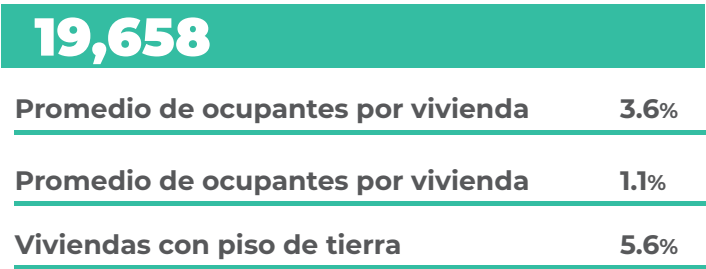 19,658
Promedio de ocupantes por vivienda 3.6%
Promedio de ocupantes por vivienda 1.1%
Viviendas con piso de tierra 5.6%